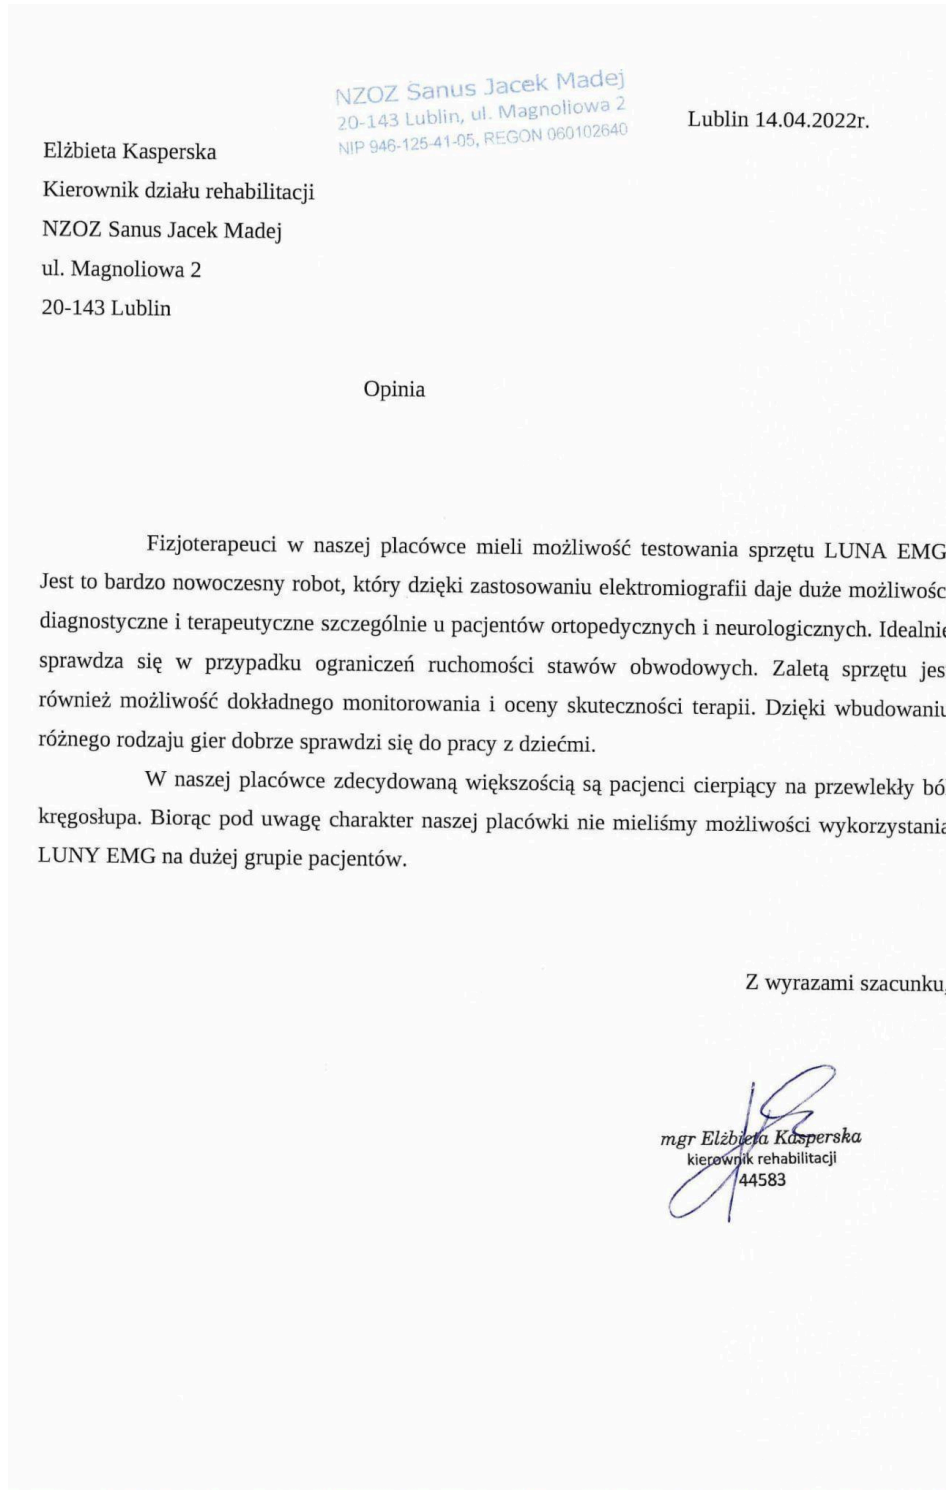 NZOZ Sanus Jacek Madej
20-143 Lublin, ul. Magnoliowa 2
NIP 946-125-41-05, REGON 060102640
Lublin 14.04.2022r.
Elżbieta Kasperska
Kierownik działu rehabilitacji
NZOZ Sanus Jacek Madej
ul. Magnoliowa 2
20-143 Lublin
Opinia
Fizjoterapeuci w naszej placówce mieli możliwość testowania sprzętu LUNA EMG
Jest to bardzo nowoczesny robot, który dzięki zastosowaniu elektromiografii daje duże możliwości
diagnostyczne i terapeutyczne szczególnie u pacjentów ortopedycznych i neurologicznych. Idealnie
sprawdza się w przypadku ograniczeń ruchomości stawów obwodowych. Zaletą sprzętu jes
również możliwość dokładnego monitorowania i oceny skuteczności terapii. Dzięki wbudowaniu
różnego rodzaju gier dobrze sprawdzi się do pracy z dziećmi.
W naszej placówce zdecydowaną większością są pacjenci cierpiący na przewlekły ból
kręgosłupa. Biorąc pod uwagę charakter naszej placówki nie mieliśmy możliwości wykorzystania
LUNY EMG na dużej grupie pacjentów.
Z wyrazami szacunku,
mgr Elżbieta Kasperska
kierownik rehabilitacji
44583